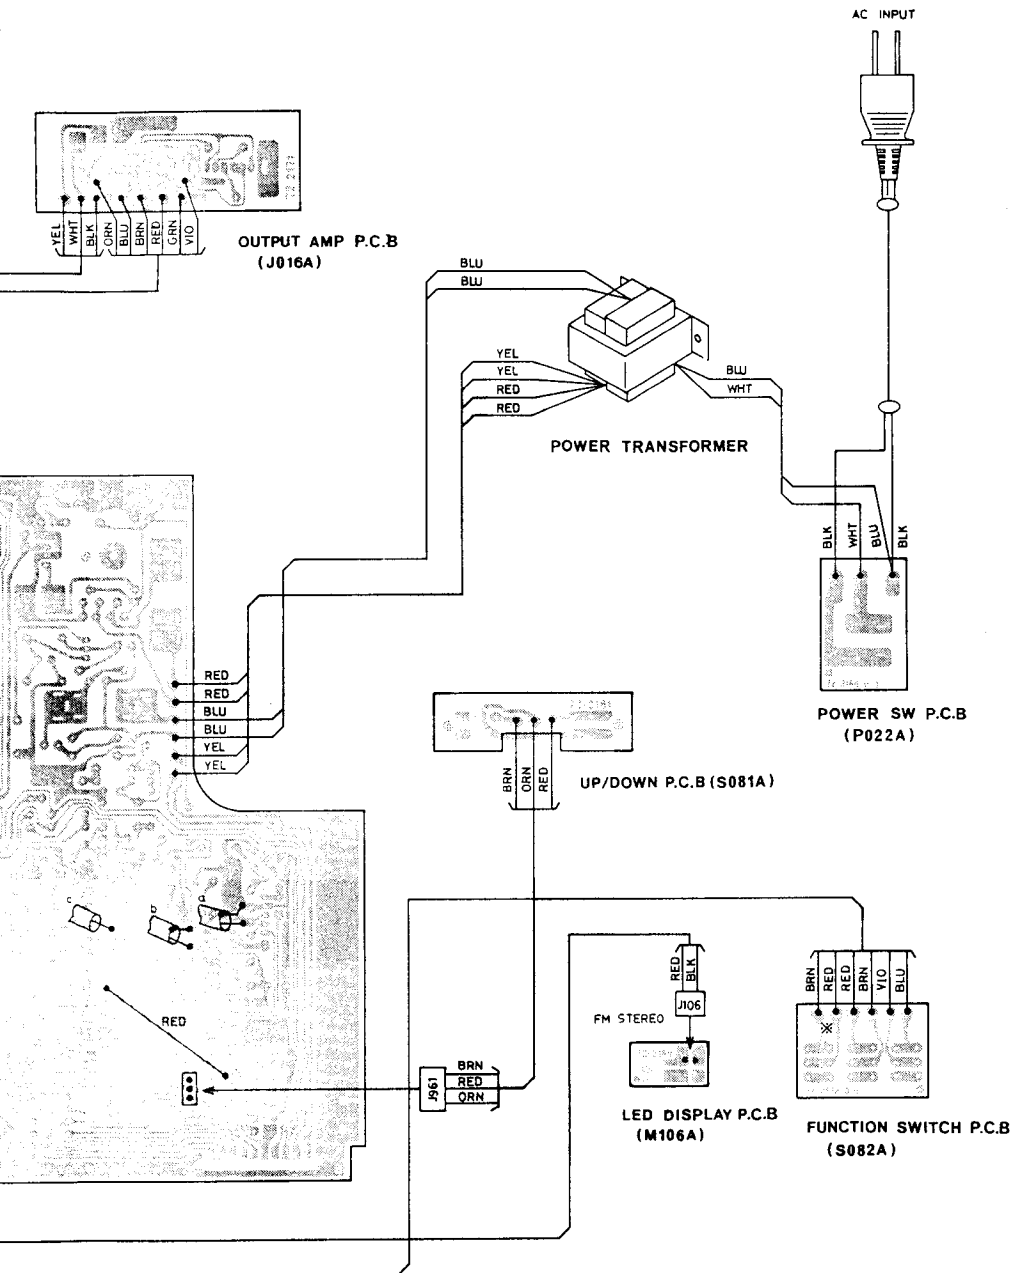 AC INPUT
YEL
WHT
BLK
ORN
BLU
BRN
RED
GRN
VIO
OUTPUT AMP P.C.B
(J016A)
BLU
BLU
YEL
YEL
RED
RED
BLU
WHT
POWER TRANSFORMER
BLK
WHT
BLU
BLK
POWER SW P.C.B
(P022A)
RED
RED
BLU
BLU
YEL
YEL
BRN
ORN
RED
UP/DOWN P.C.B (S081A)
c
b
a
RED
BRN
RED
ORN
J961
RED
BLK
J106
FM STEREO
LED DISPLAY P.C.B
(M106A)
BRN
RED
RED
BRN
VIO
BLU
※
FUNCTION SWITCH P.C.B
(S082A)